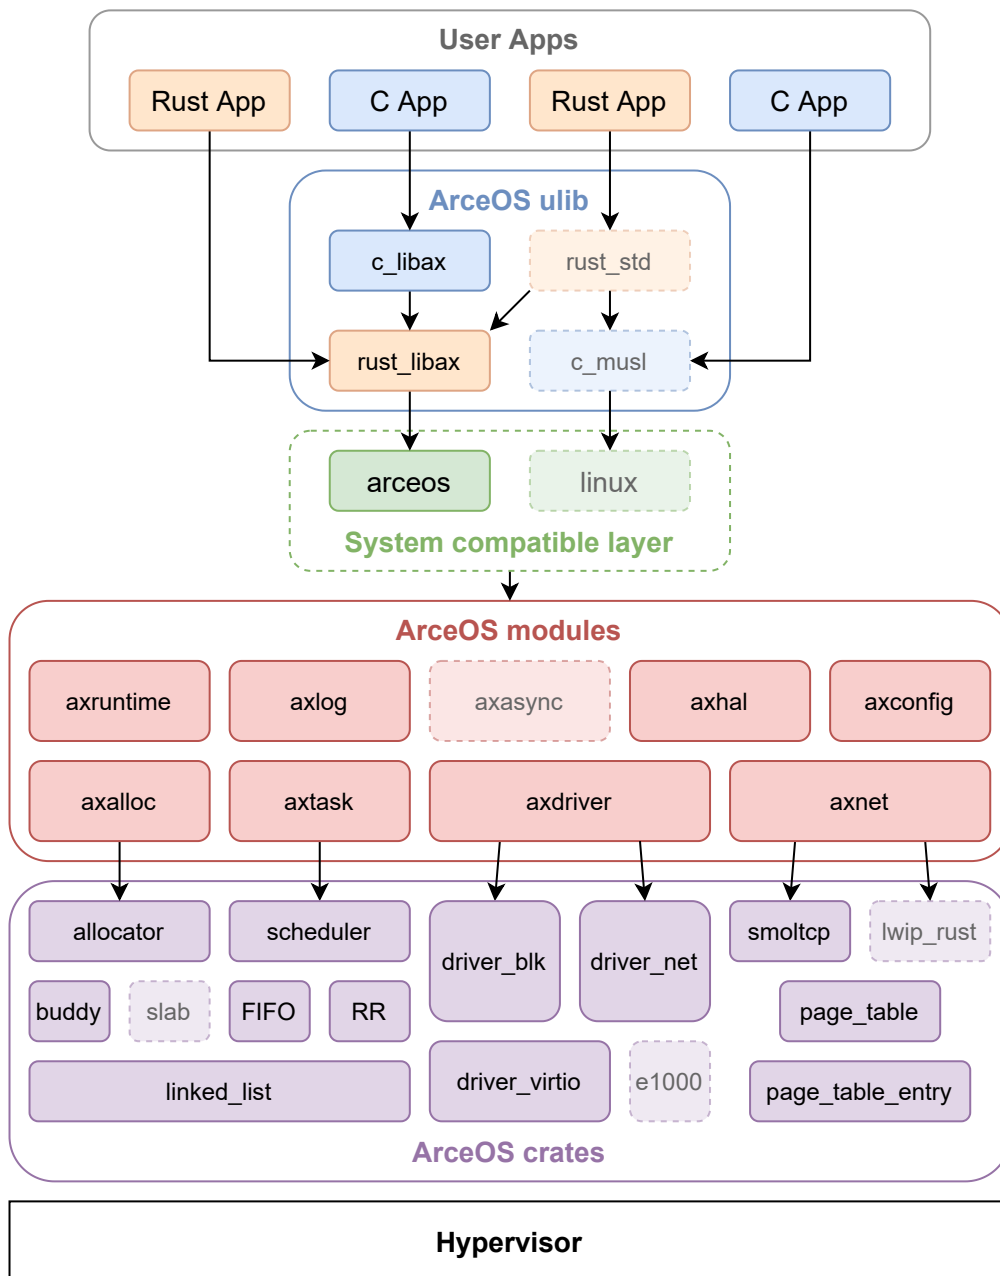 User Apps
Rust App
C App
Rust App
C App
ArceOS ulib
c_libax
rust_std
rust_libax
c_musl
arceos
linux
System compatible layer
ArceOS modules
axruntime
axlog
axasync
axhal
axconfig
axalloc
axtask
axdriver
axnet
allocator
scheduler
driver_blk
driver_net
smoltcp
lwip_rust
buddy
slab
FIFO
RR
page_table
linked_list
driver_virtio
e1000
page_table_entry
ArceOS crates
Hypervisor